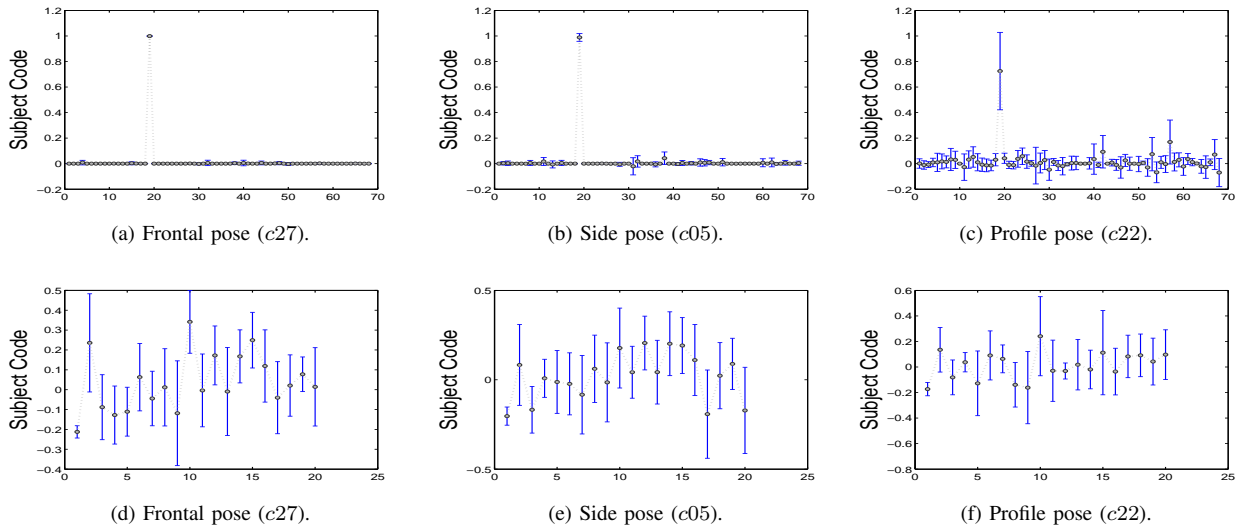 1.2
1
0.8
0.6
0.4
0.2
0
−0.2
Subject Code
0 10 20 30 40 50 60 70
(a) Frontal pose (c27).
1.2
1
0.8
0.6
0.4
0.2
0
−0.2
Subject Code
0 10 20 30 40 50 60 70
(b) Side pose (c05).
1.2
1
0.8
0.6
0.4
0.2
0
−0.2
Subject Code
0 10 20 30 40 50 60 70
(c) Profile pose (c22).
0.5
0.4
0.3
0.2
0.1
0
−0.1
−0.2
−0.3
−0.4
Subject Code
0 5 10 15 20 25
(d) Frontal pose (c27).
0.5
0
−0.5
Subject Code
0 5 10 15 20 25
(e) Side pose (c05).
0.6
0.4
0.2
0
−0.2
−0.4
−0.6
−0.8
Subject Code
0 5 10 15 20 25
(f) Profile pose (c22).